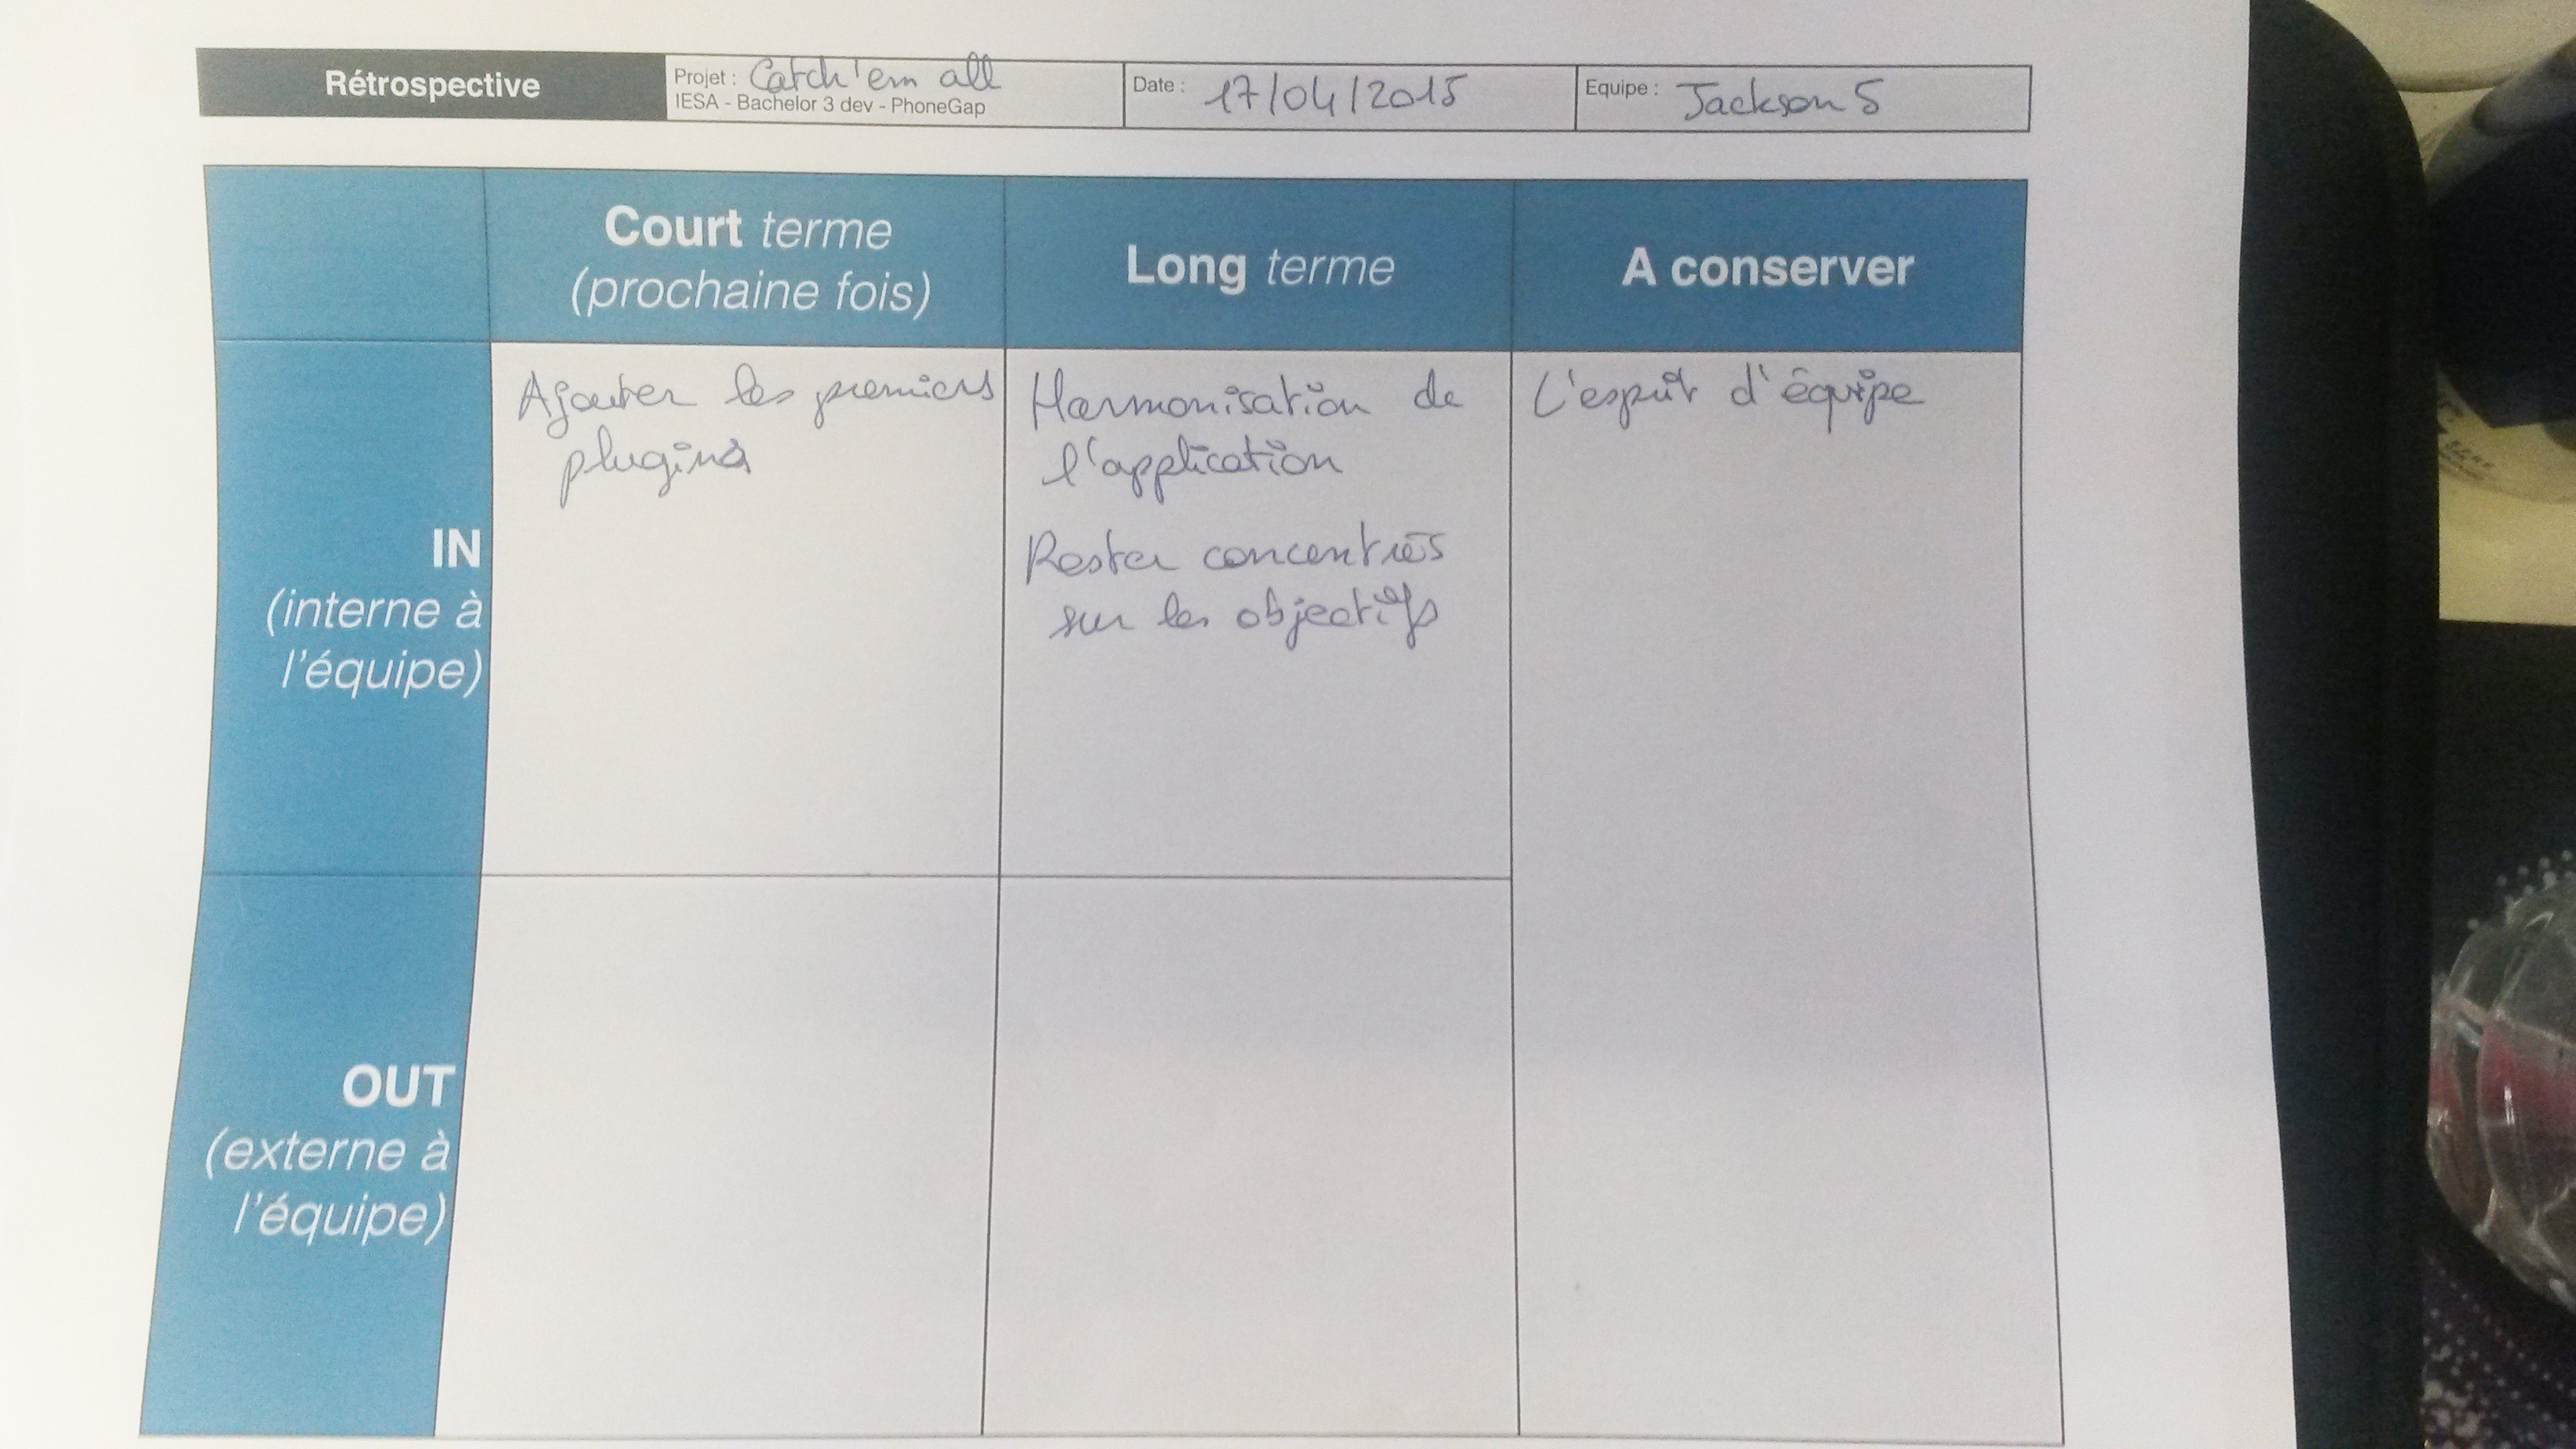 Rétrospective
Projet : Catch'em all
IESA - Bachelor 3 dev - PhoneGap
Date : 17/04/2015
Equipe : Jackson 5
Court terme
(prochaine fois)
Long terme
A conserver
IN
(interne à
l'équipe)
Ajouter les premiers
plugins
Harmonisation de
l'application
Rester concentrés
sur les objectifs
L'esprit d'équipe
OUT
(externe à
l'équipe)